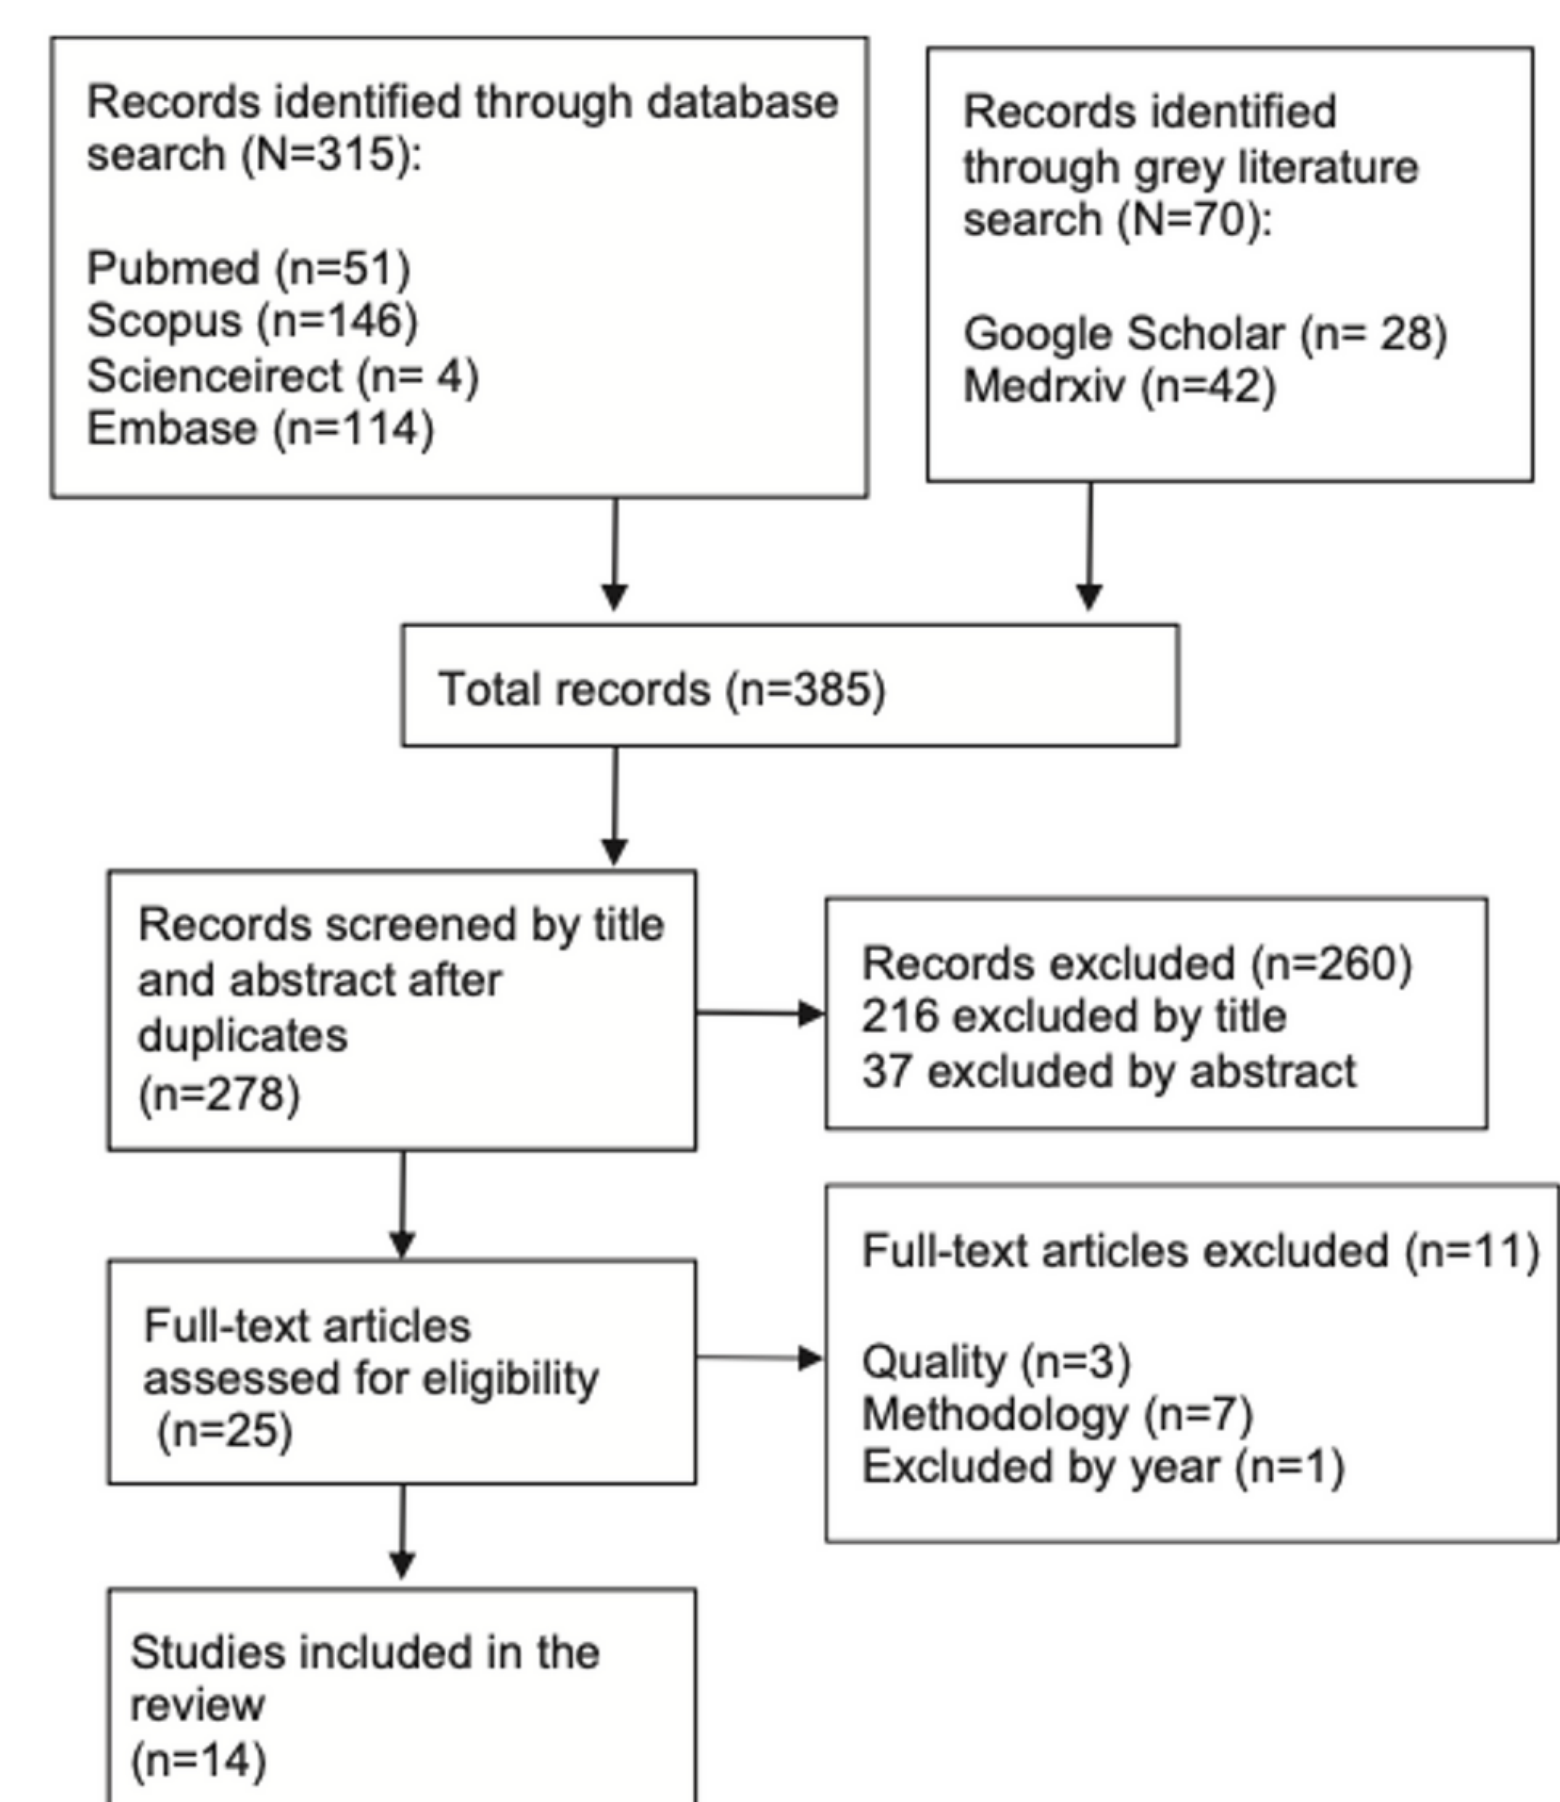 Records identified through database
search (N=315):
Pubmed (n=51)
Scopus (n=146)
Scienceirect (n= 4)
Embase (n=114)
Records identified
through grey literature
search (N=70):
Google Scholar (n= 28)
Medrxiv (n=42)
Total records (n=385)
Records screened by title
and abstract after
duplicates
(n=278)
Records excluded (n=260)
216 excluded by title
37 excluded by abstract
Full-text articles
assessed for eligibility
(n=25)
Full-text articles excluded (n=11)
Quality (n=3)
Methodology (n=7)
Excluded by year (n=1)
Studies included in the
review
(n=14)